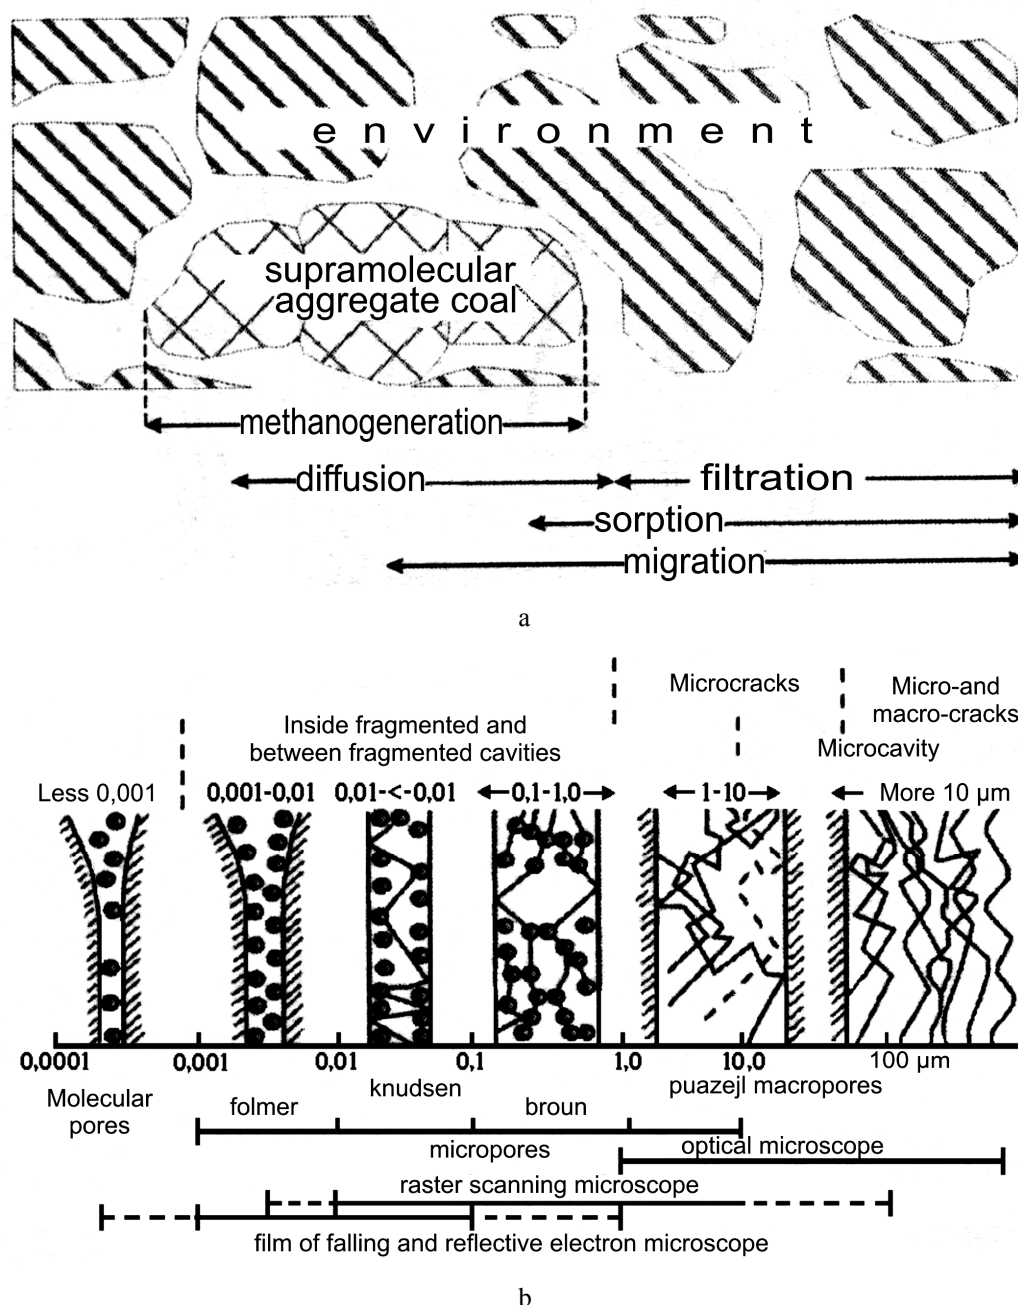 environment
supramolecular
aggregate coal
methanogeneration
diffusion
filtration
sorption
migration
a
Microcracks
Micro-and
macro-cracks
Inside fragmented and
between fragmented cavities
Microcavity
Less 0,001
0,001-0,01
0,01-<-0,01
0,1-1,0
1-10
More 10 μm
0,0001
0,001
0,01
0,1
1,0
10,0
100 μm
Molecular
pores
folmer
knudsen
broun
puazejl macropores
micropores
optical microscope
raster scanning microscope
film of falling and reflective electron microscope
b